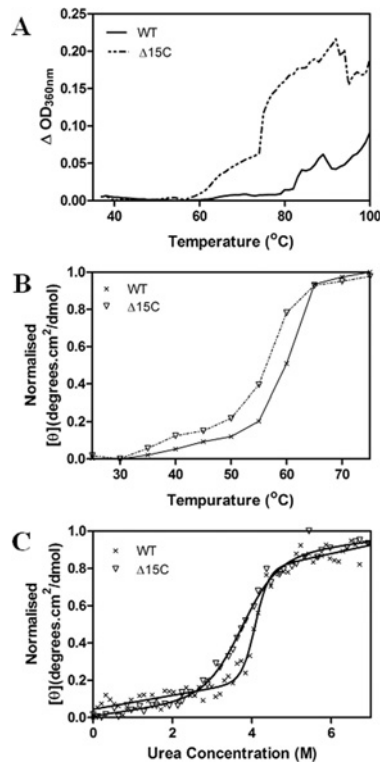 A
WT
Δ15C
0.25
0.20
0.15
0.10
0.05
0.00
Δ OD360nm
40 60 80 100
Temperature (°C)
B
WT
Δ15C
1.0
0.8
0.6
0.4
0.2
0.0
Normalised
[θ](degrees.cm²/dmol)
30 40 50 60 70
Tempurature (°C)
C
WT
Δ15C
1.0
0.8
0.6
0.4
0.2
0.0
Normalised
[θ](degrees.cm²/dmol)
0 2 4 6
Urea Concentration (M)